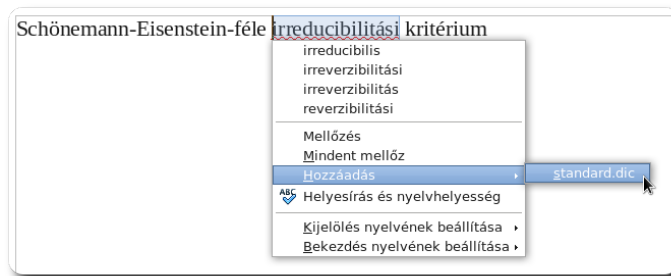 Schönemann-Eisenstein-féle irreducibilitási kritérium
irreducibilis
irreverzibilitási
irreverzibilitás
reverzibilitási
Mellőzés
Mindent mellőz
Hozzáadás
standard.dic
ABC Helyesírás és nyelvhelyesség
Kijelölés nyelvének beállítása
Bekezdés nyelvének beállítása